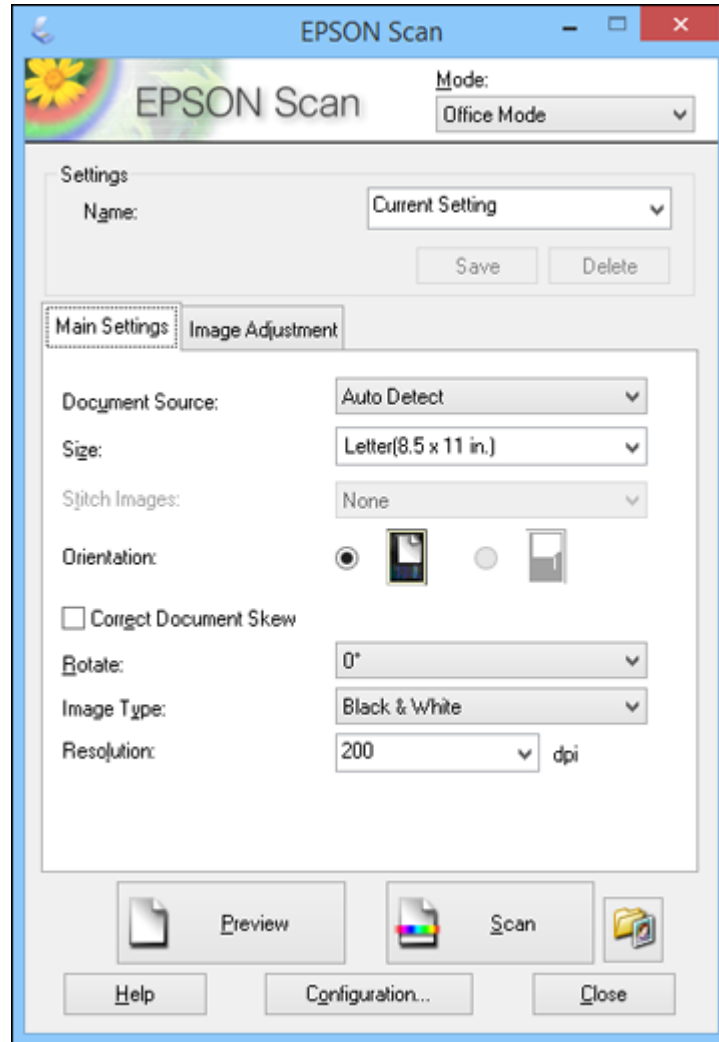 EPSON Scan
EPSON Scan
Mode:
Office Mode
Settings
Name:
Current Setting
Save
Delete
Main Settings
Image Adjustment
Document Source:
Auto Detect
Size:
Letter(8.5 x 11 in.)
Stitch Images:
None
Orientation:
Correct Document Skew
Rotate:
0°
Image Type:
Black & White
Resolution:
200
dpi
Preview
Scan
Help
Configuration...
Close